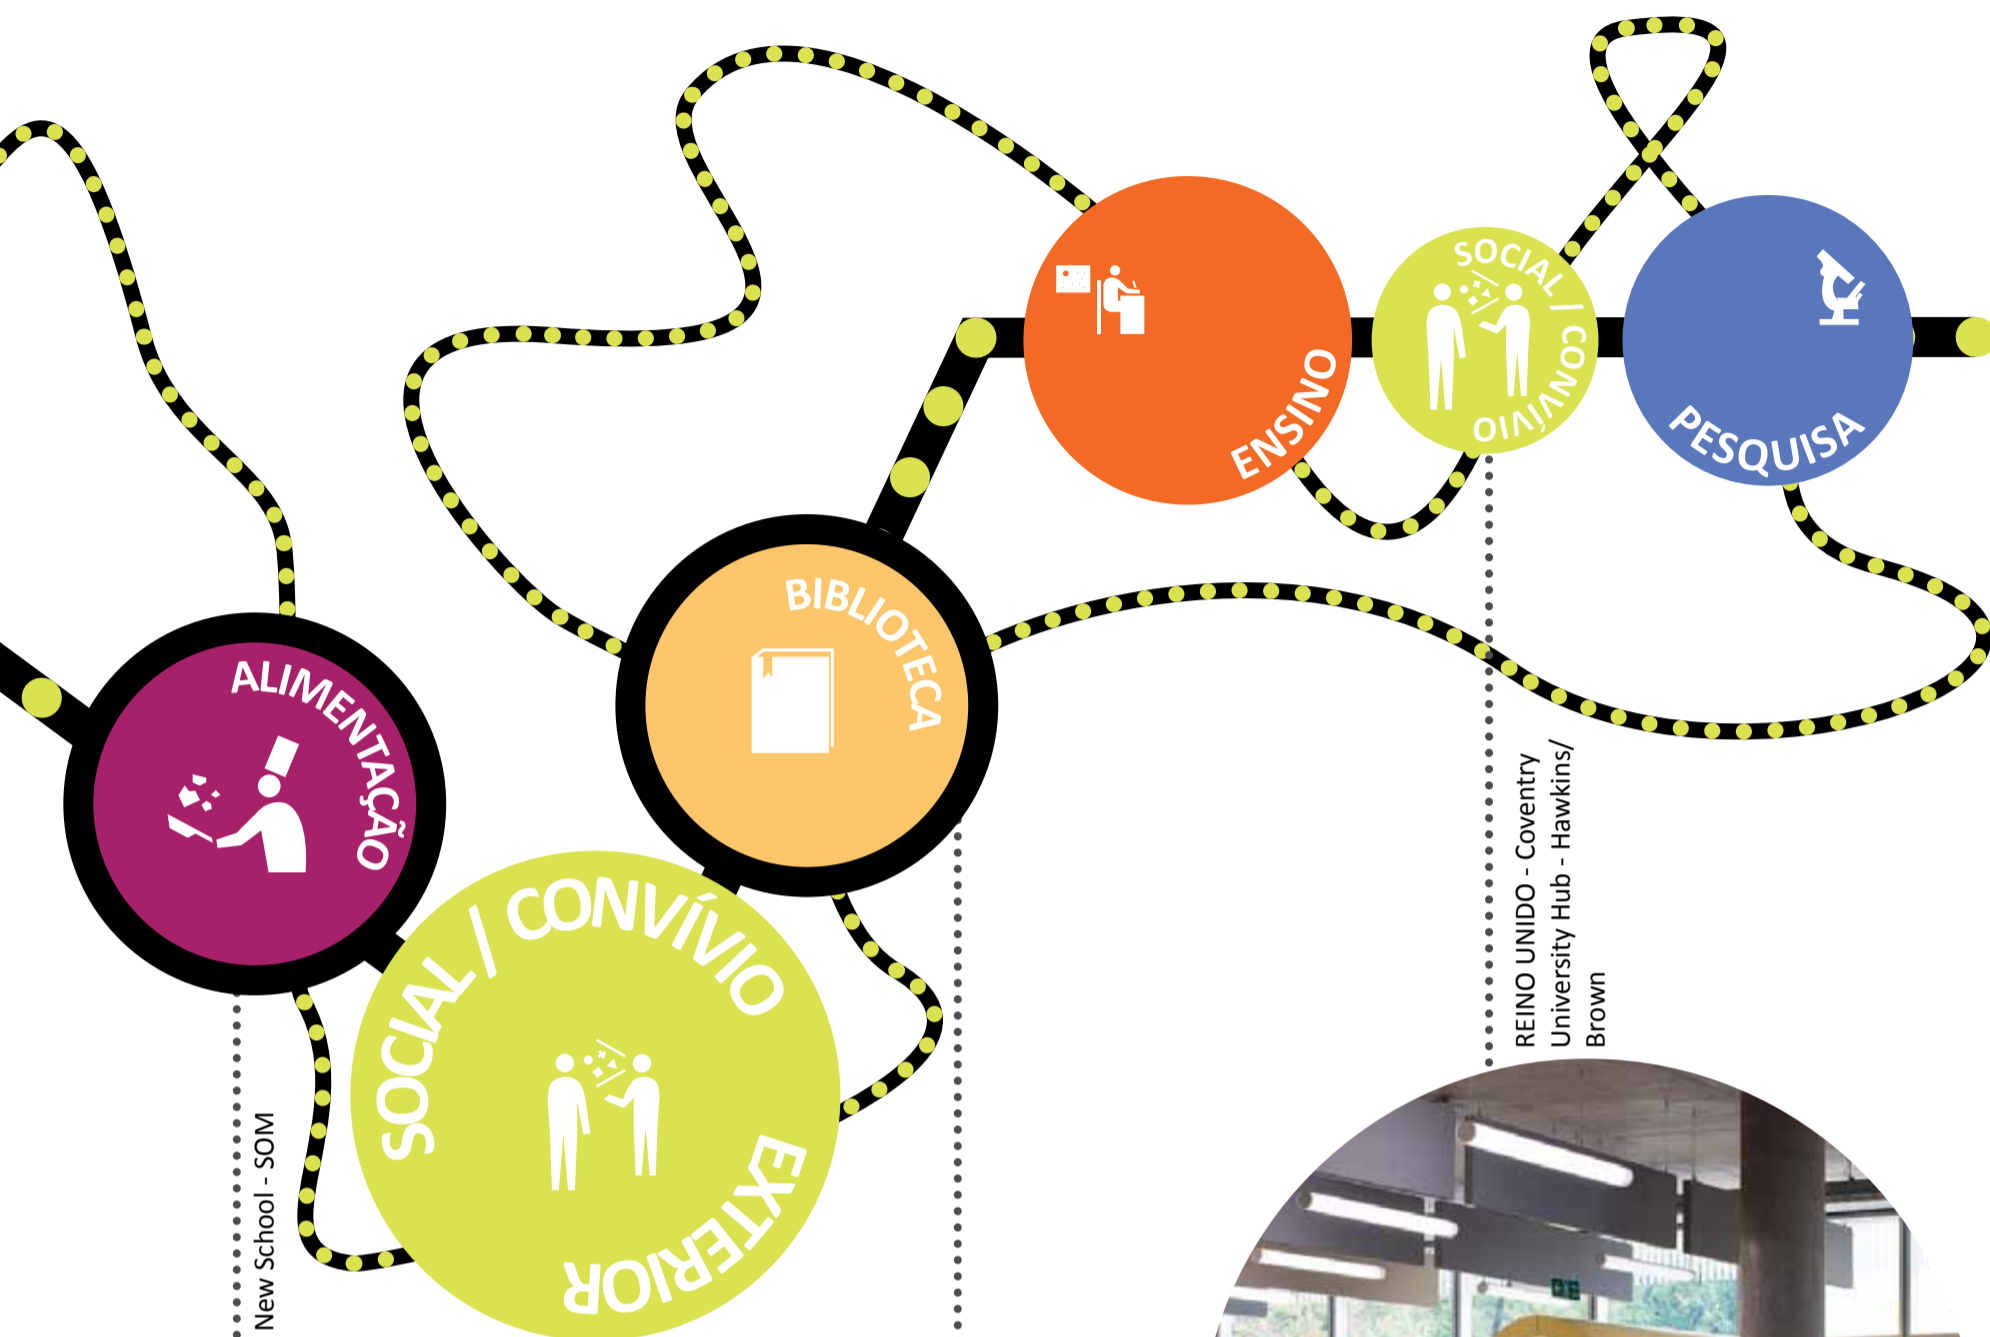 SOCIAL / CONVÍVIO
ENSINO
PESQUISA
BIBLIOTECA
ALIMENTAÇÃO
SOCIAL / CONVÍVIO
EXTERIOR
REINO UNIDO - Coventry
University Hub - Hawkins/
Brown
New School - SOM